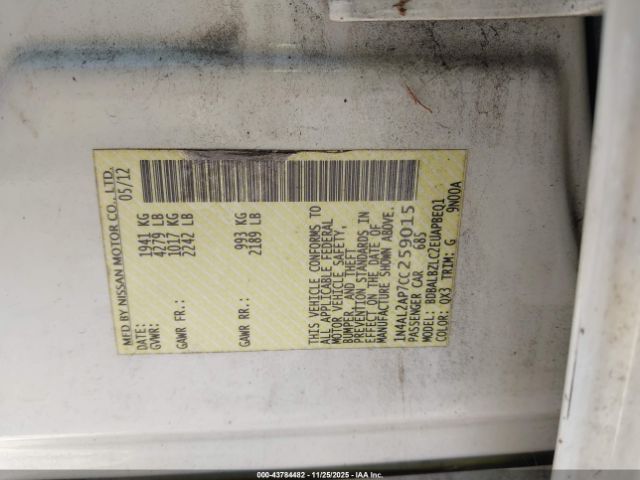 MFD BY NISSAN MOTOR CO., LTD.
DATE: 05/12
GVWR: 1941 KG
4279 LB
GAWR FR.: 1017 KG
2242 LB
GAWR RR.: 993 KG
2189 LB
THIS VEHICLE CONFORMS TO
ALL APPLICABLE FEDERAL
MOTOR VEHICLE SAFETY,
BUMPER, AND THEFT
PREVENTION STANDARDS IN
EFFECT ON THE DATE OF
MANUFACTURE SHOWN ABOVE.
1N4AL2AP7CC259015
PASSENGER CAR 685
MODEL: BDBALBZLCZEUAPBEQ1
COLOR: QX3 TRIM: G 9N00A
000-43784482 - 11/25/2025 - © IAA Inc.